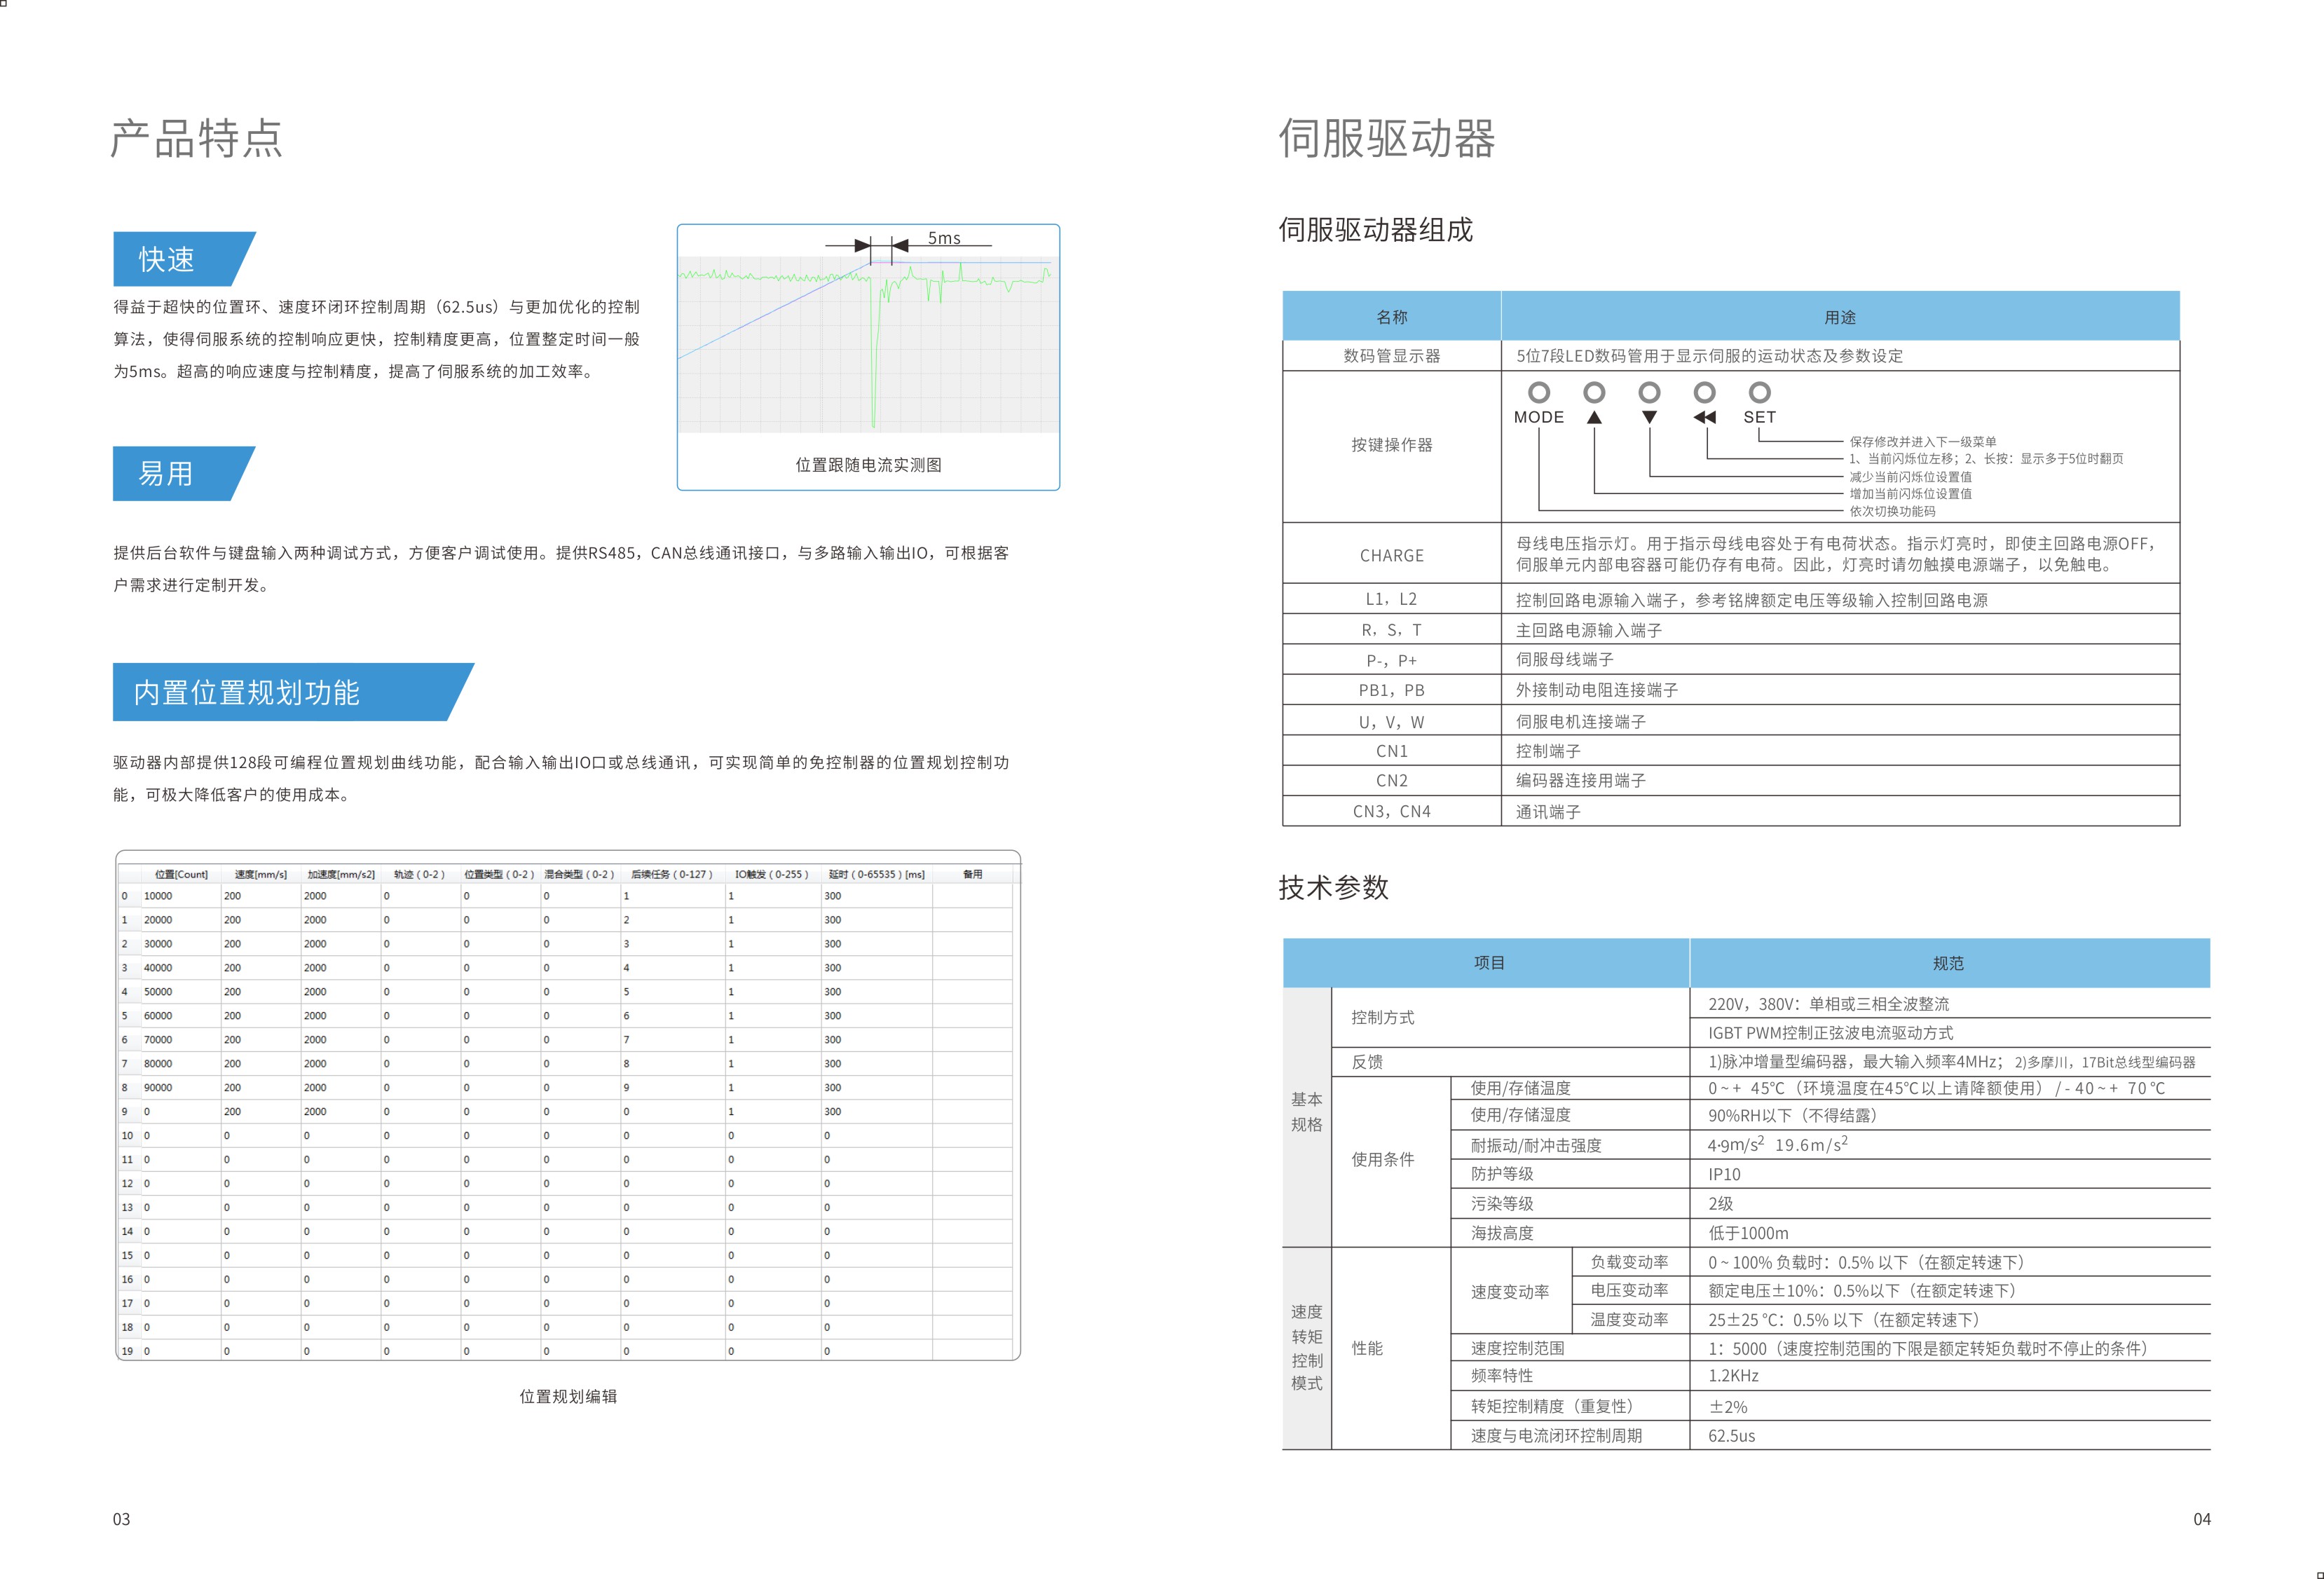 产品特点
快速
得益于超快的位置环、速度环闭环控制周期（62.5us）与更加优化的控制
算法，使得伺服系统的控制响应更快，控制精度更高，位置整定时间一般
为5ms。超高的响应速度与控制精度，提高了伺服系统的加工效率。
5ms
位置跟随电流实测图
易用
提供后台软件与键盘输入两种调试方式，方便客户调试使用。提供RS485，CAN总线通讯接口，与多路输入输出IO，可根据客
户需求进行定制开发。
内置位置规划功能
驱动器内部提供128段可编程位置规划曲线功能，配合输入输出IO口或总线通讯，可实现简单的免控制器的位置规划控制功
能，可极大降低客户的使用成本。
位置[Count] 速度[mm/s] 加速度[mm/s2] 轨迹（0-2） 位置类型（0-2） 混合类型（0-2） 后续任务（0-127） IO触发（0-255） 延时（0-65535）[ms] 备用
0 10000 200 2000 0 0 0 1 1 300
1 20000 200 2000 0 0 0 2 1 300
2 30000 200 2000 0 0 0 3 1 300
3 40000 200 2000 0 0 0 4 1 300
4 50000 200 2000 0 0 0 5 1 300
5 60000 200 2000 0 0 0 6 1 300
6 70000 200 2000 0 0 0 7 1 300
7 80000 200 2000 0 0 0 8 1 300
8 90000 200 2000 0 0 0 9 1 300
9 0 200 2000 0 0 0 0 1 300
10 0 0 0 0 0 0 0 0 0
11 0 0 0 0 0 0 0 0 0
12 0 0 0 0 0 0 0 0 0
13 0 0 0 0 0 0 0 0 0
14 0 0 0 0 0 0 0 0 0
15 0 0 0 0 0 0 0 0 0
16 0 0 0 0 0 0 0 0 0
17 0 0 0 0 0 0 0 0 0
18 0 0 0 0 0 0 0 0 0
19 0 0 0 0 0 0 0 0 0
位置规划编辑
03
伺服驱动器
伺服驱动器组成
名称 用途
数码管显示器 5位7段LED数码管用于显示伺服的运动状态及参数设定
按键操作器
MODE ▲ ▼ ◀◀ SET
保存修改并进入下一级菜单
1、当前闪烁位左移；2、长按：显示多于5位时翻页
减少当前闪烁位设置值
增加当前闪烁位设置值
依次切换功能码
CHARGE
母线电压指示灯。用于指示母线电容处于有电荷状态。指示灯亮时，即使主回路电源OFF，
伺服单元内部电容器可能仍存有电荷。因此，灯亮时请勿触摸电源端子，以免触电。
L1，L2 控制回路电源输入端子，参考铭牌额定电压等级输入控制回路电源
R，S，T 主回路电源输入端子
P-，P+ 伺服母线端子
PB1，PB 外接制动电阻连接端子
U，V，W 伺服电机连接端子
CN1 控制端子
CN2 编码器连接用端子
CN3，CN4 通讯端子
技术参数
项目 规范
基本
规格
控制方式
220V，380V：单相或三相全波整流
IGBT PWM控制正弦波电流驱动方式
反馈 1)脉冲增量型编码器，最大输入频率4MHz； 2)多摩川，17Bit总线型编码器
使用条件
使用/存储温度 0~+ 45℃（环境温度在45℃以上请降额使用）/-40~+ 70℃
使用/存储湿度 90%RH以下（不得结露）
耐振动/耐冲击强度 4·9m/s² 19.6m/s²
防护等级 IP10
污染等级 2级
海拔高度 低于1000m
速度
转矩
控制
模式
性能
速度变动率
负载变动率 0~100% 负载时：0.5% 以下（在额定转速下）
电压变动率 额定电压±10%：0.5%以下（在额定转速下）
温度变动率 25±25 ℃：0.5% 以下（在额定转速下）
速度控制范围 1：5000（速度控制范围的下限是额定转矩负载时不停止的条件）
频率特性 1.2KHz
转矩控制精度（重复性） ±2%
速度与电流闭环控制周期 62.5us
04